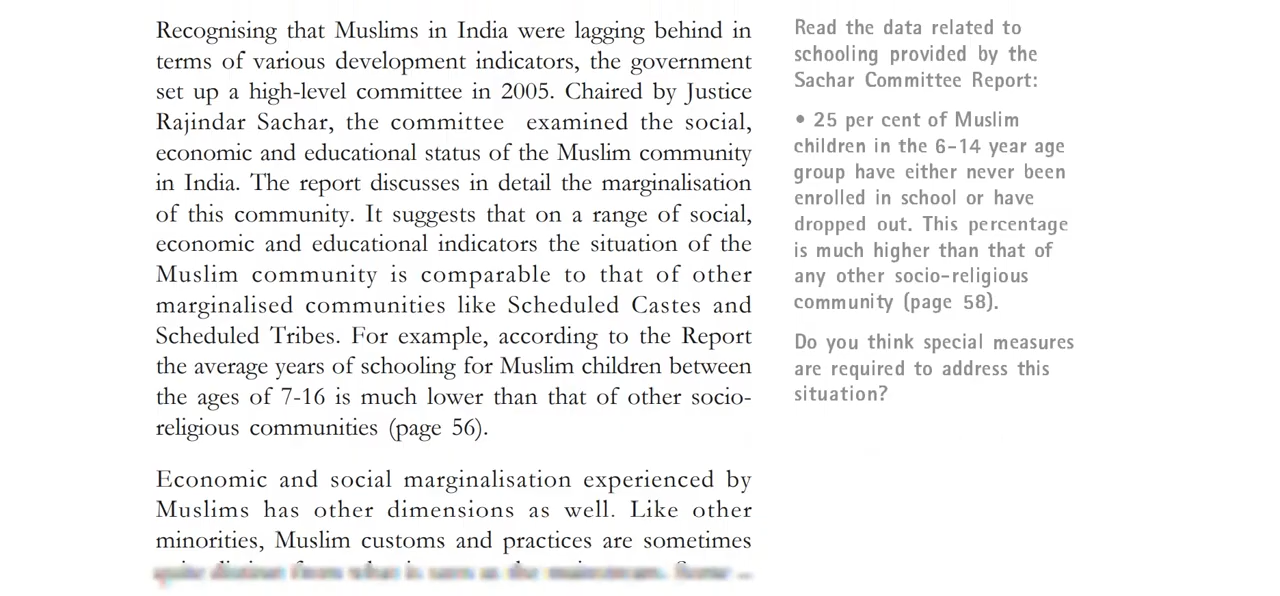 Recognising that Muslims in India were lagging behind in
terms of various development indicators, the government
set up a high-level committee in 2005. Chaired by Justice
Rajindar Sachar, the committee examined the social,
economic and educational status of the Muslim community
in India. The report discusses in detail the marginalisation
of this community. It suggests that on a range of social,
economic and educational indicators the situation of the
Muslim community is comparable to that of other
marginalised communities like Scheduled Castes and
Scheduled Tribes. For example, according to the Report
the average years of schooling for Muslim children between
the ages of 7-16 is much lower than that of other socio-
religious communities (page 56).
Economic and social marginalisation experienced by
Muslims has other dimensions as well. Like other
minorities, Muslim customs and practices are sometimes
Read the data related to
schooling provided by the
Sachar Committee Report:
• 25 per cent of Muslim
children in the 6-14 year age
group have either never been
enrolled in school or have
dropped out. This percentage
is much higher than that of
any other socio-religious
community (page 58).
Do you think special measures
are required to address this
situation?